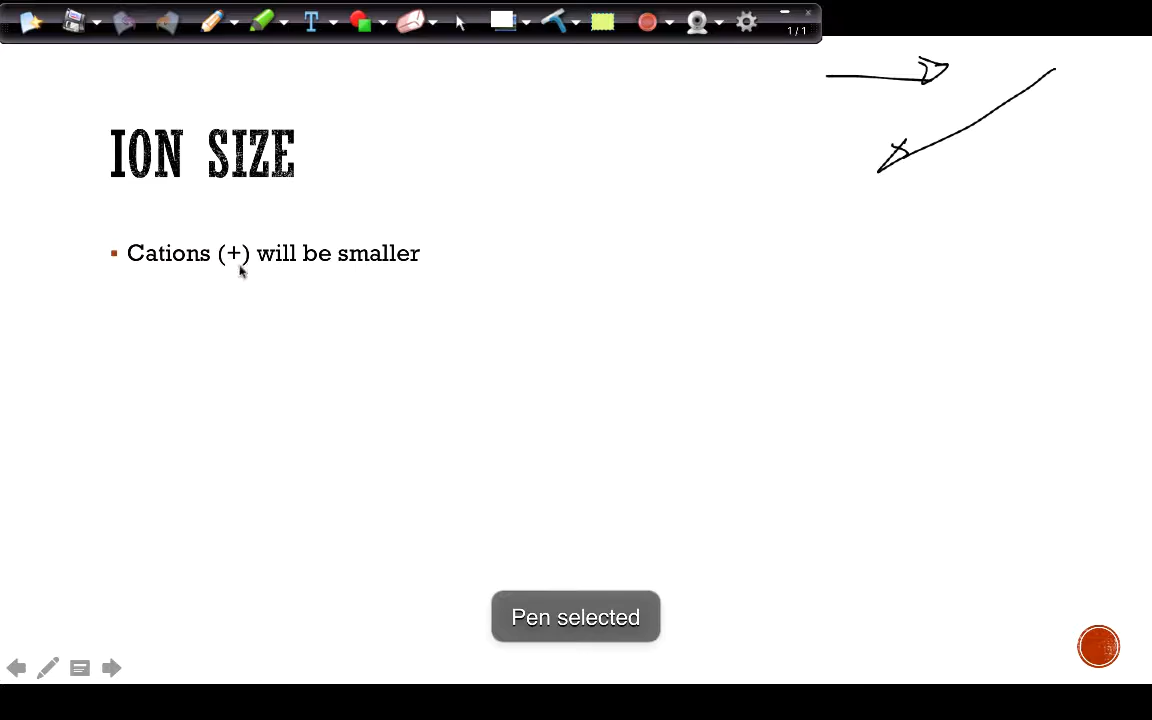 1/1
ION SIZE
▪ Cations (+) will be smaller
Pen selected